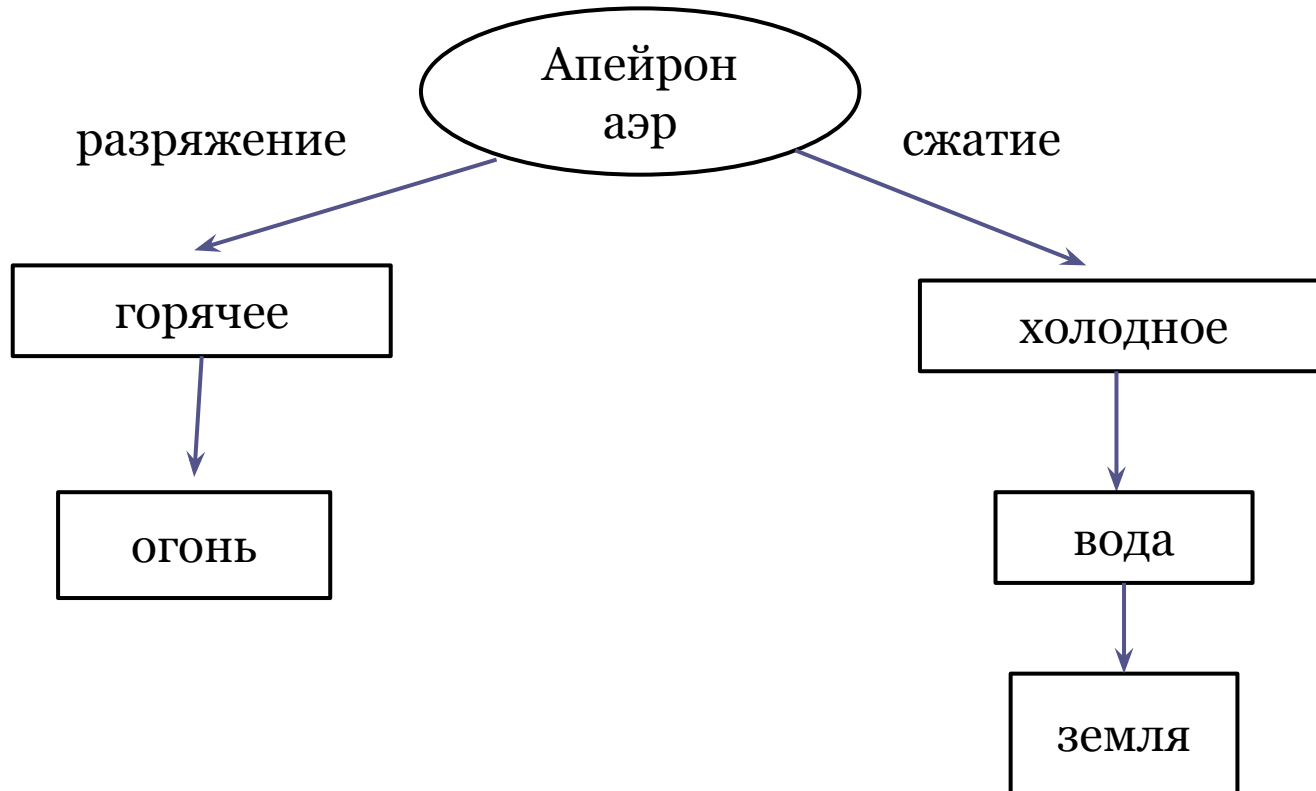 Апейрон
аэр
разряжение
сжатие
горячее
холодное
огонь
вода
земля